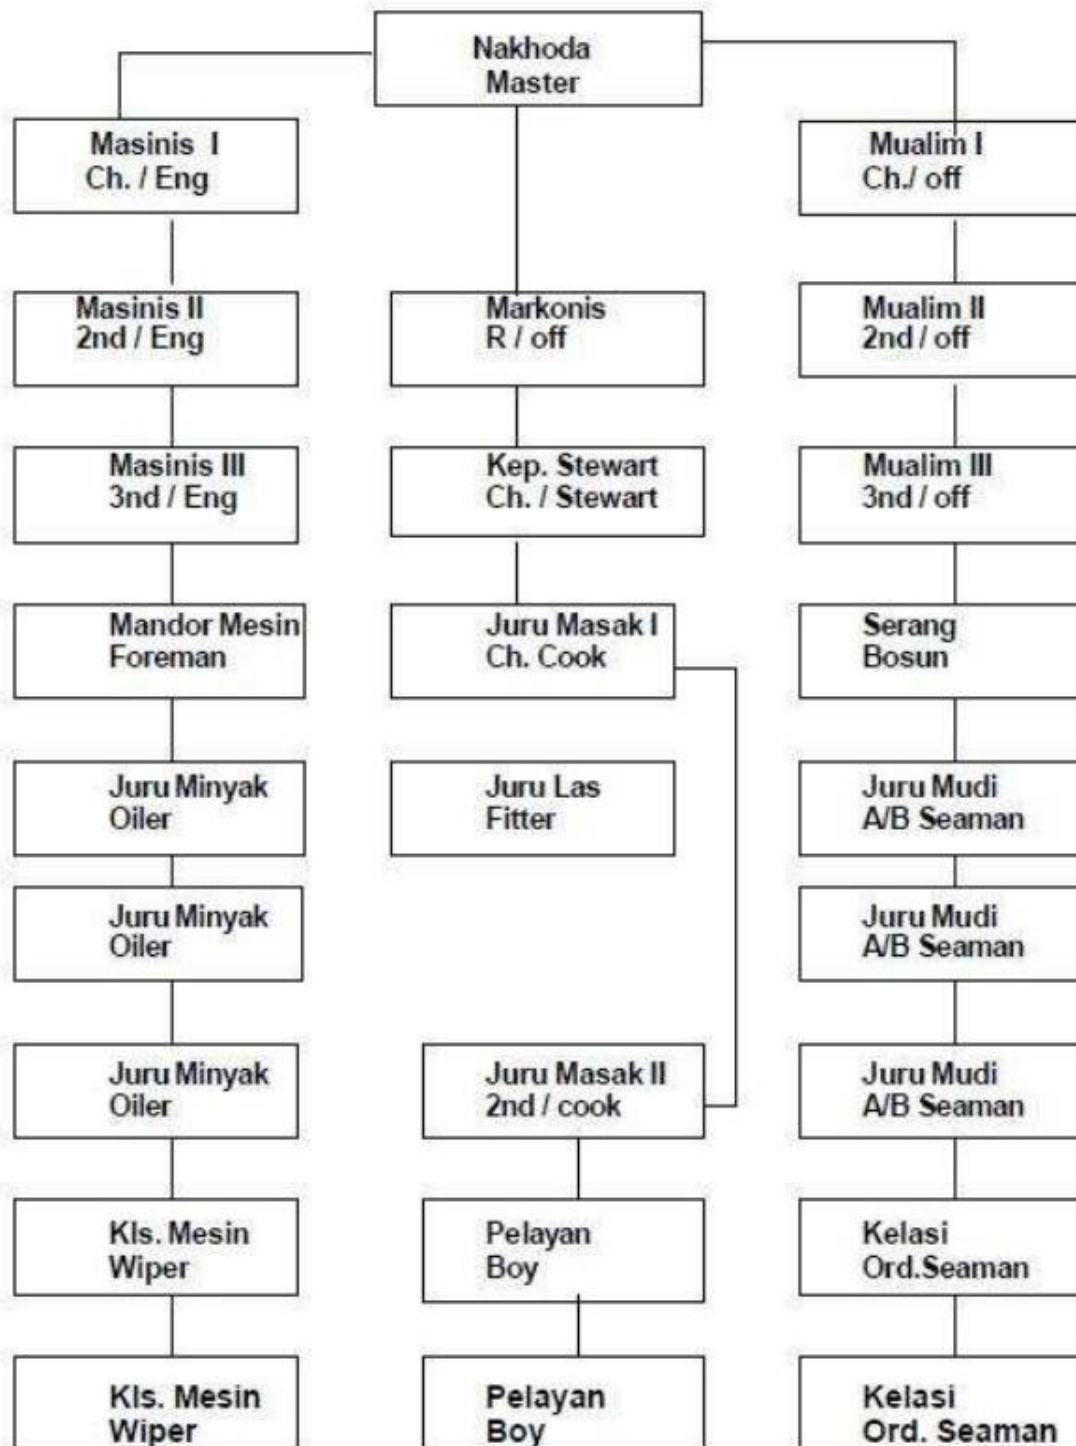 Nakhoda
Master
Masinis I
Ch. / Eng
Mualim I
Ch./ off
Masinis II
2nd / Eng
Markonis
R / off
Mualim II
2nd / off
Masinis III
3nd / Eng
Kep. Stewart
Ch. / Stewart
Mualim III
3nd / off
Mandor Mesin
Foreman
Juru Masak I
Ch. Cook
Serang
Bosun
Juru Minyak
Oiler
Juru Las
Fitter
Juru Mudi
A/B Seaman
Juru Minyak
Oiler
Juru Mudi
A/B Seaman
Juru Minyak
Oiler
Juru Masak II
2nd / cook
Juru Mudi
A/B Seaman
Kls. Mesin
Wiper
Pelayan
Boy
Kelasi
Ord.Seaman
Kls. Mesin
Wiper
Pelayan
Boy
Kelasi
Ord. Seaman